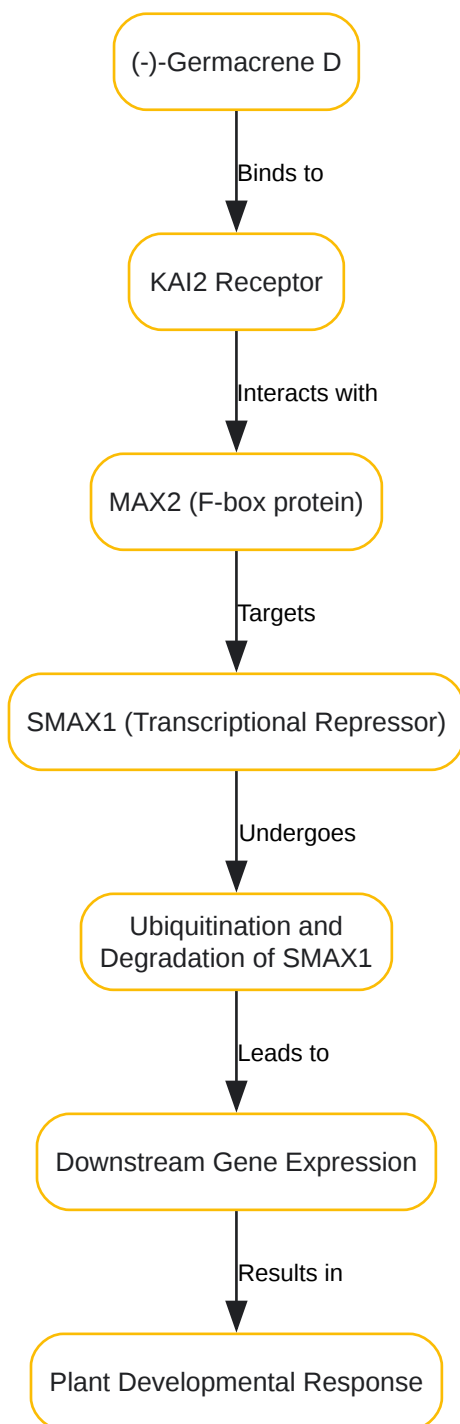 (-)-Germacrene D
Binds to
KAI2 Receptor
Interacts with
MAX2 (F-box protein)
Targets
SMAX1 (Transcriptional Repressor)
Undergoes
Ubiquitination and
Degradation of SMAX1
Leads to
Downstream Gene Expression
Results in
Plant Developmental Response